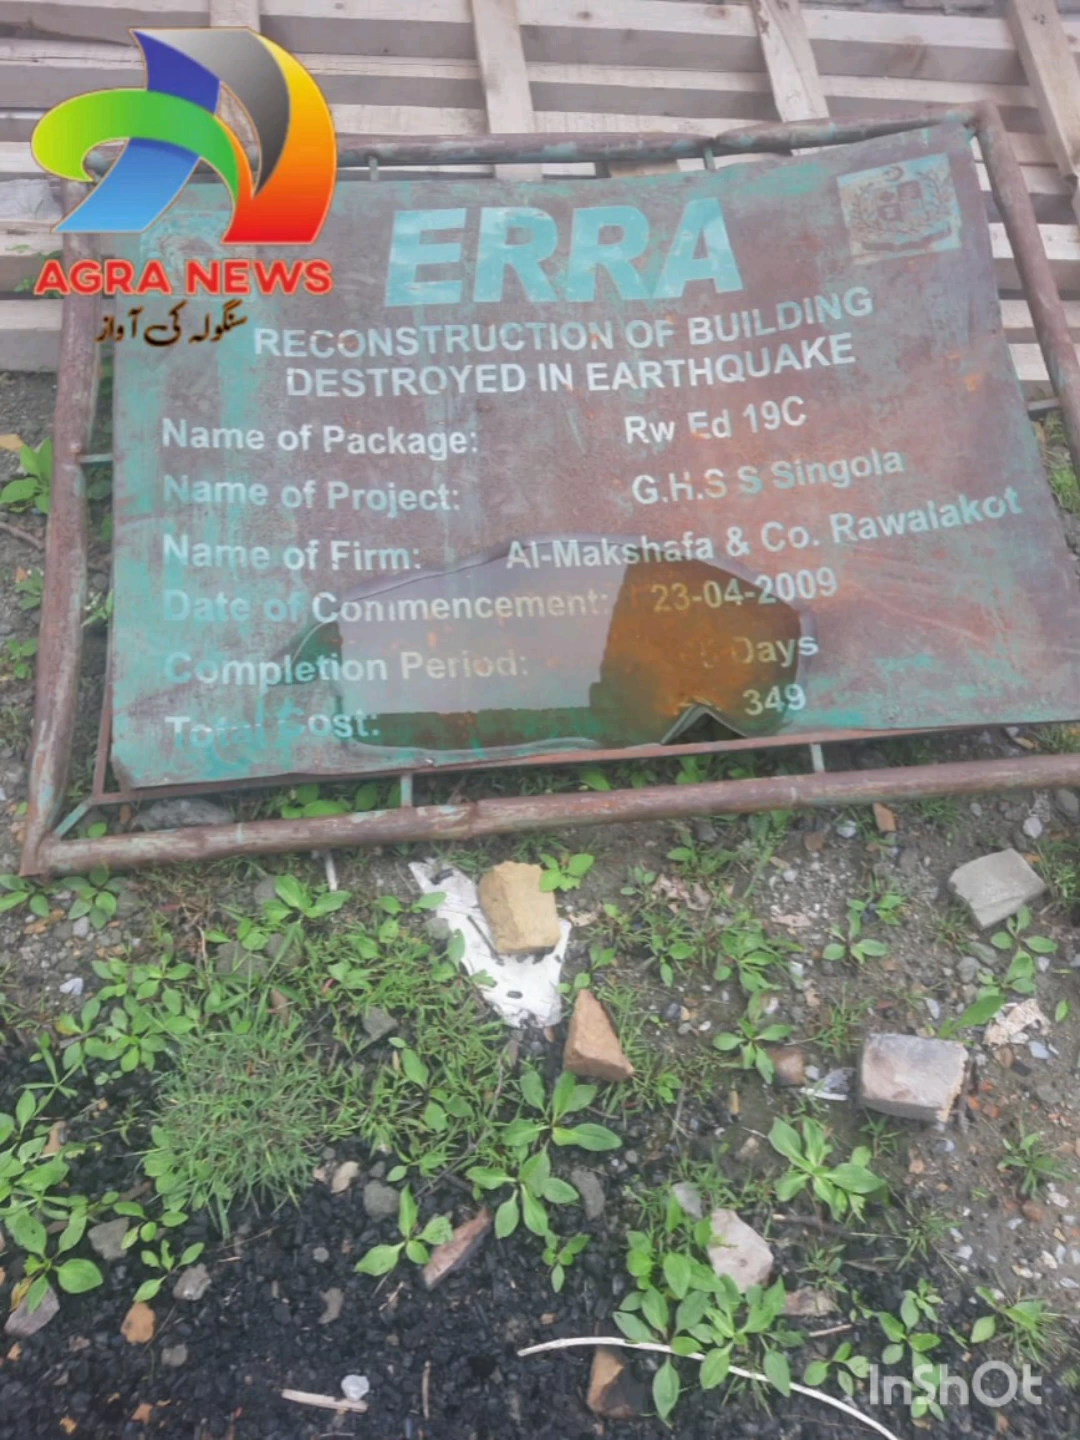 AGRA NEWS
سنگولہ کی آواز
ERRA
RECONSTRUCTION OF BUILDING
DESTROYED IN EARTHQUAKE
Name of Package: Rw Ed 19C
Name of Project: G.H.S S Singola
Name of Firm: Al-Makshafa & Co. Rawalakot
Date of Commencement: 23-04-2009
Completion Period: Days
Total Cost: 349
InShOt